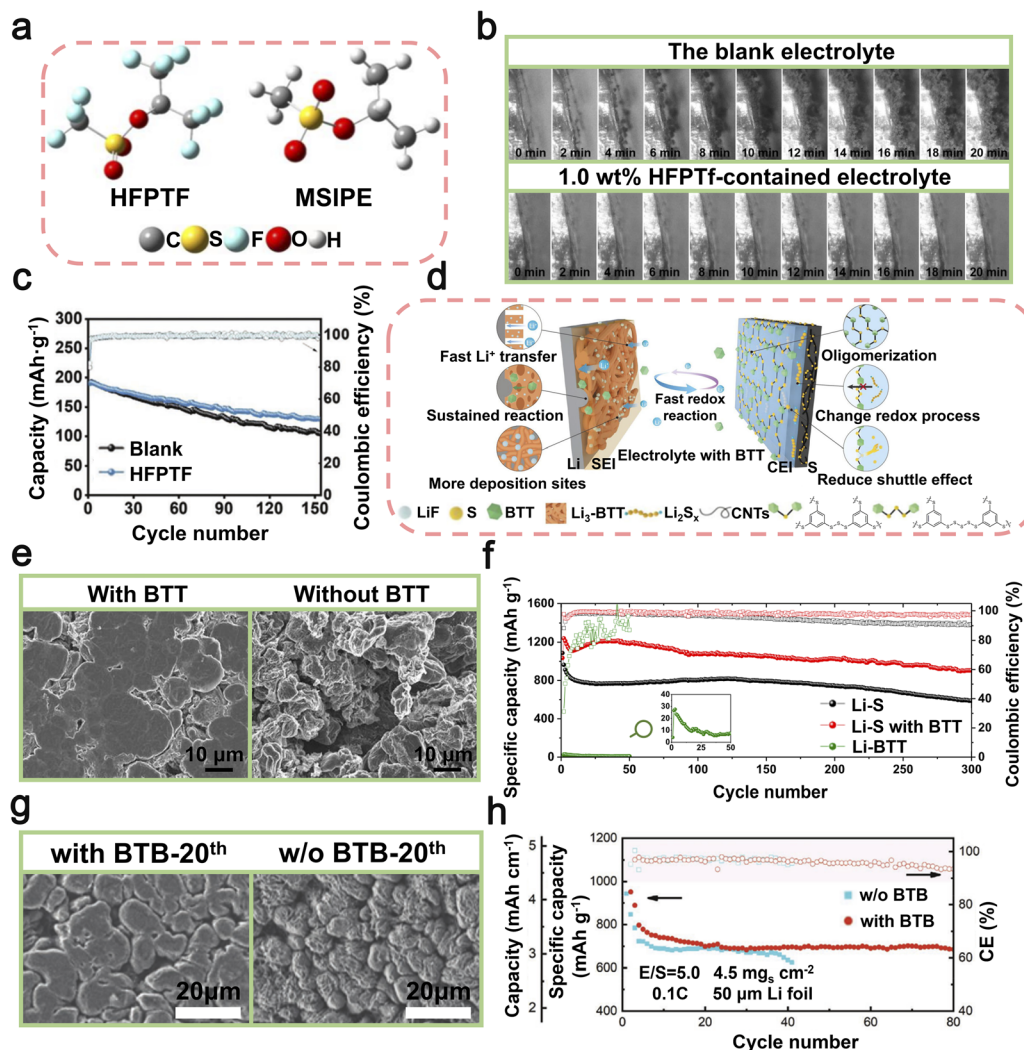 a
HFPTF MSIPE
C S F O H
b
The blank electrolyte
0 min 2 min 4 min 6 min 8 min 10 min 12 min 14 min 16 min 18 min 20 min
1.0 wt% HFPTf-contained electrolyte
0 min 2 min 4 min 6 min 8 min 10 min 12 min 14 min 16 min 18 min 20 min
c
Capacity (mAh·g⁻¹)
300
250
200
150
100
50
0
Blank
HFPTF
0 30 60 90 120 150
Cycle number
100
80
60
40
20
0
Coulombic efficiency (%)
d
Fast Li⁺ transfer
Sustained reaction
More deposition sites
Li SEI
Li⁺
Fast redox
reaction
Electrolyte with BTT
CEI S
Oligomerization
Change redox process
Reduce shuttle effect
LiF S BTT Li₃-BTT Li₂Sₓ CNTs
e
With BTT Without BTT
10 μm 10 μm
f
Specific capacity (mAh g⁻¹)
1600
1200
800
400
0
40
30
20
10
0
0 25 50
Li-S
Li-S with BTT
Li-BTT
0 50 100 150 200 250 300
Cycle number
100
80
60
40
20
0
Coulombic efficiency (%)
g
with BTB-20ᵗʰ w/o BTB-20ᵗʰ
20μm 20μm
h
Capacity (mAh cm⁻¹)
5
4
3
2
Specific capacity
(mAh g⁻¹)
1200
1100
1000
900
800
700
600
w/o BTB
with BTB
E/S=5.0 4.5 mgₛ cm⁻²
0.1C 50 μm Li foil
0 20 40 60 80
Cycle number
100
80
60
40
CE (%)